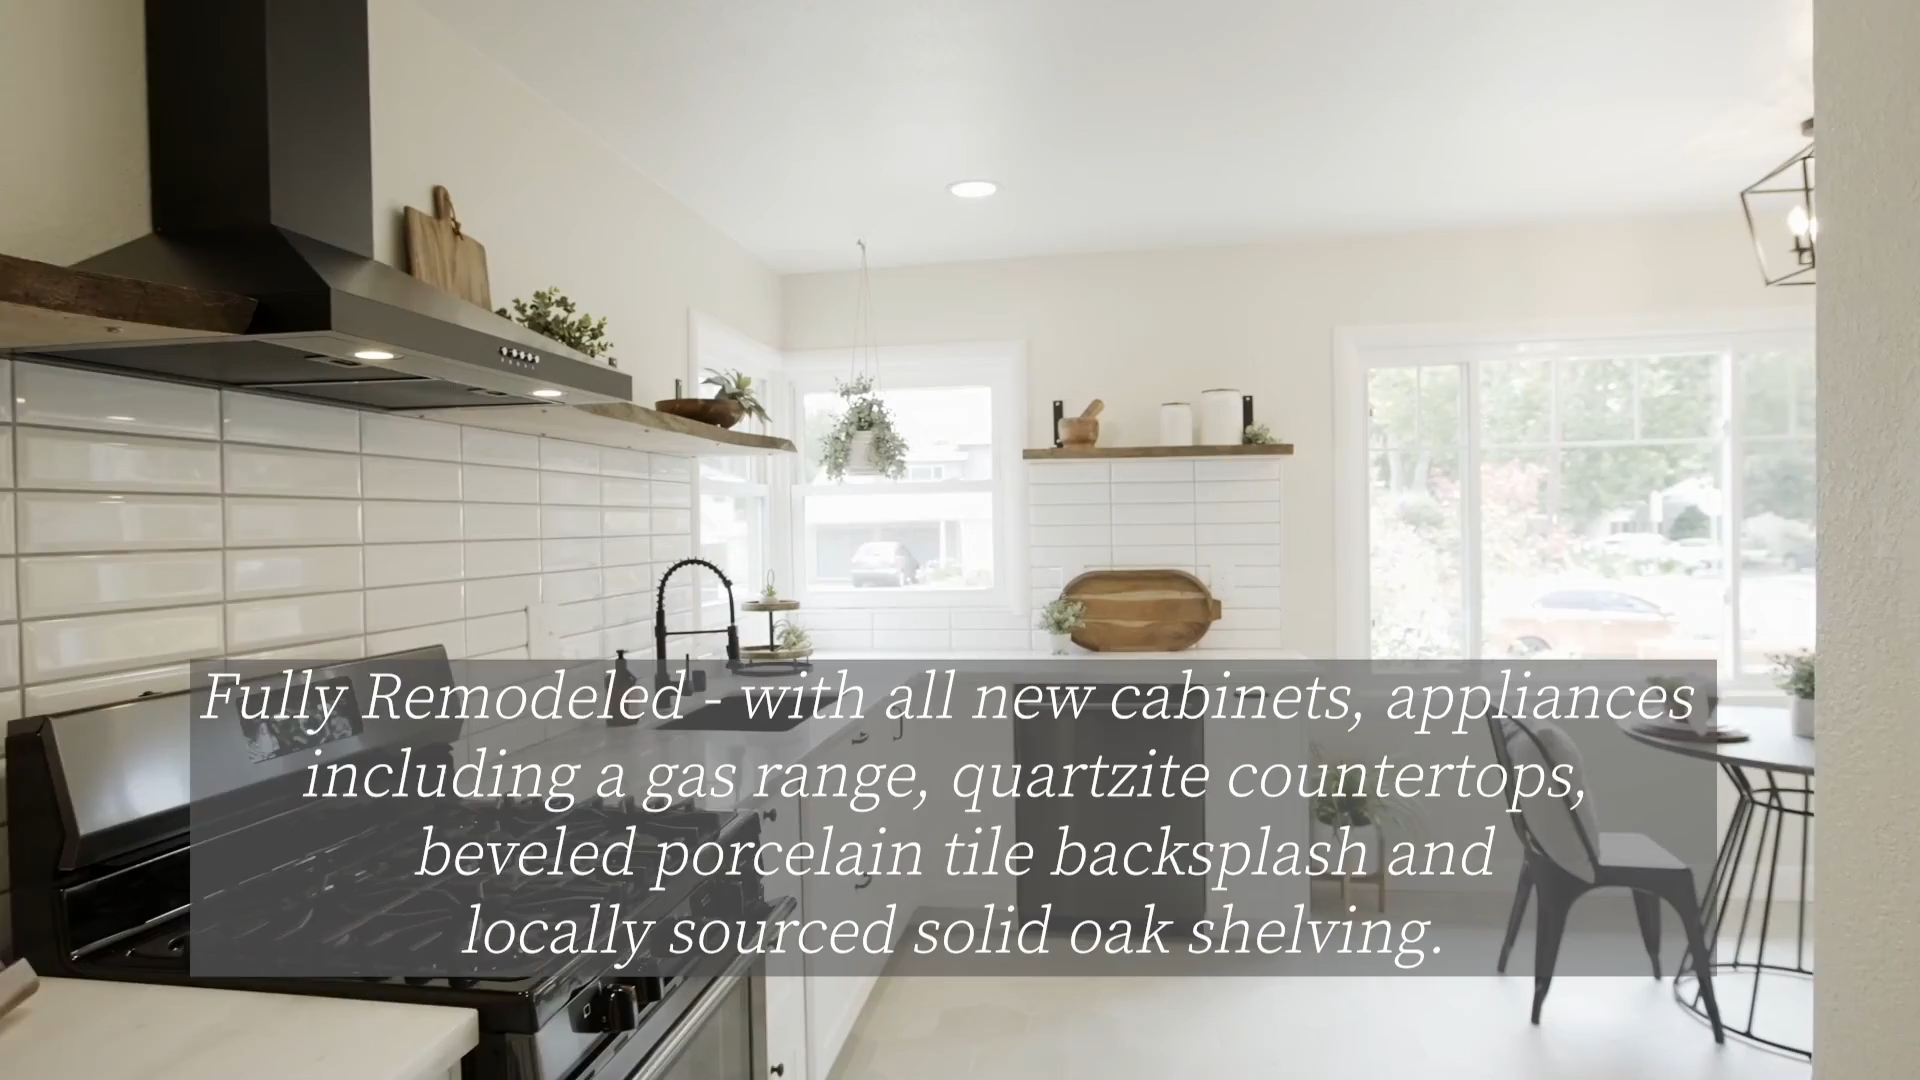 Fully Remodeled - with all new cabinets, appliances
including a gas range, quartzite countertops,
beveled porcelain tile backsplash and
locally sourced solid oak shelving.